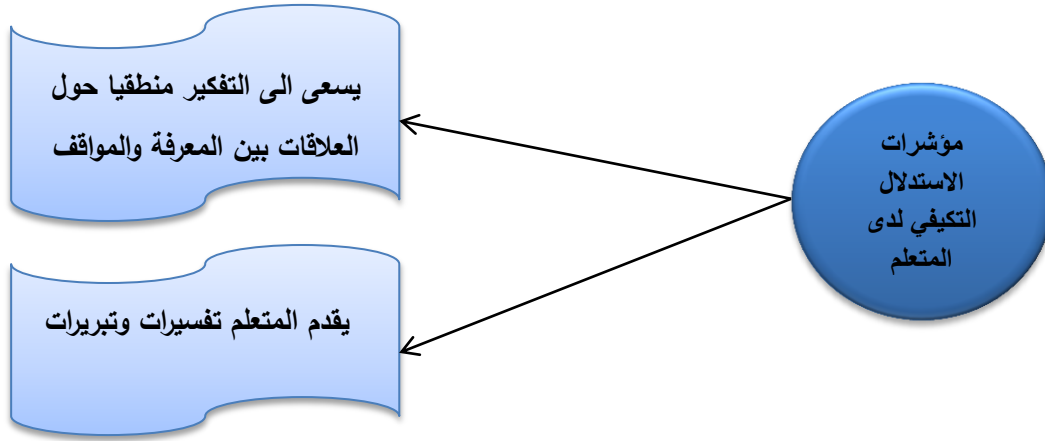 مؤشرات
الاستدلال
التكيفي لدى
المتعلم
يسعى الى التفكير منطقيا حول
العلاقات بين المعرفة والمواقف
يقدم المتعلم تفسيرات وتبريرات